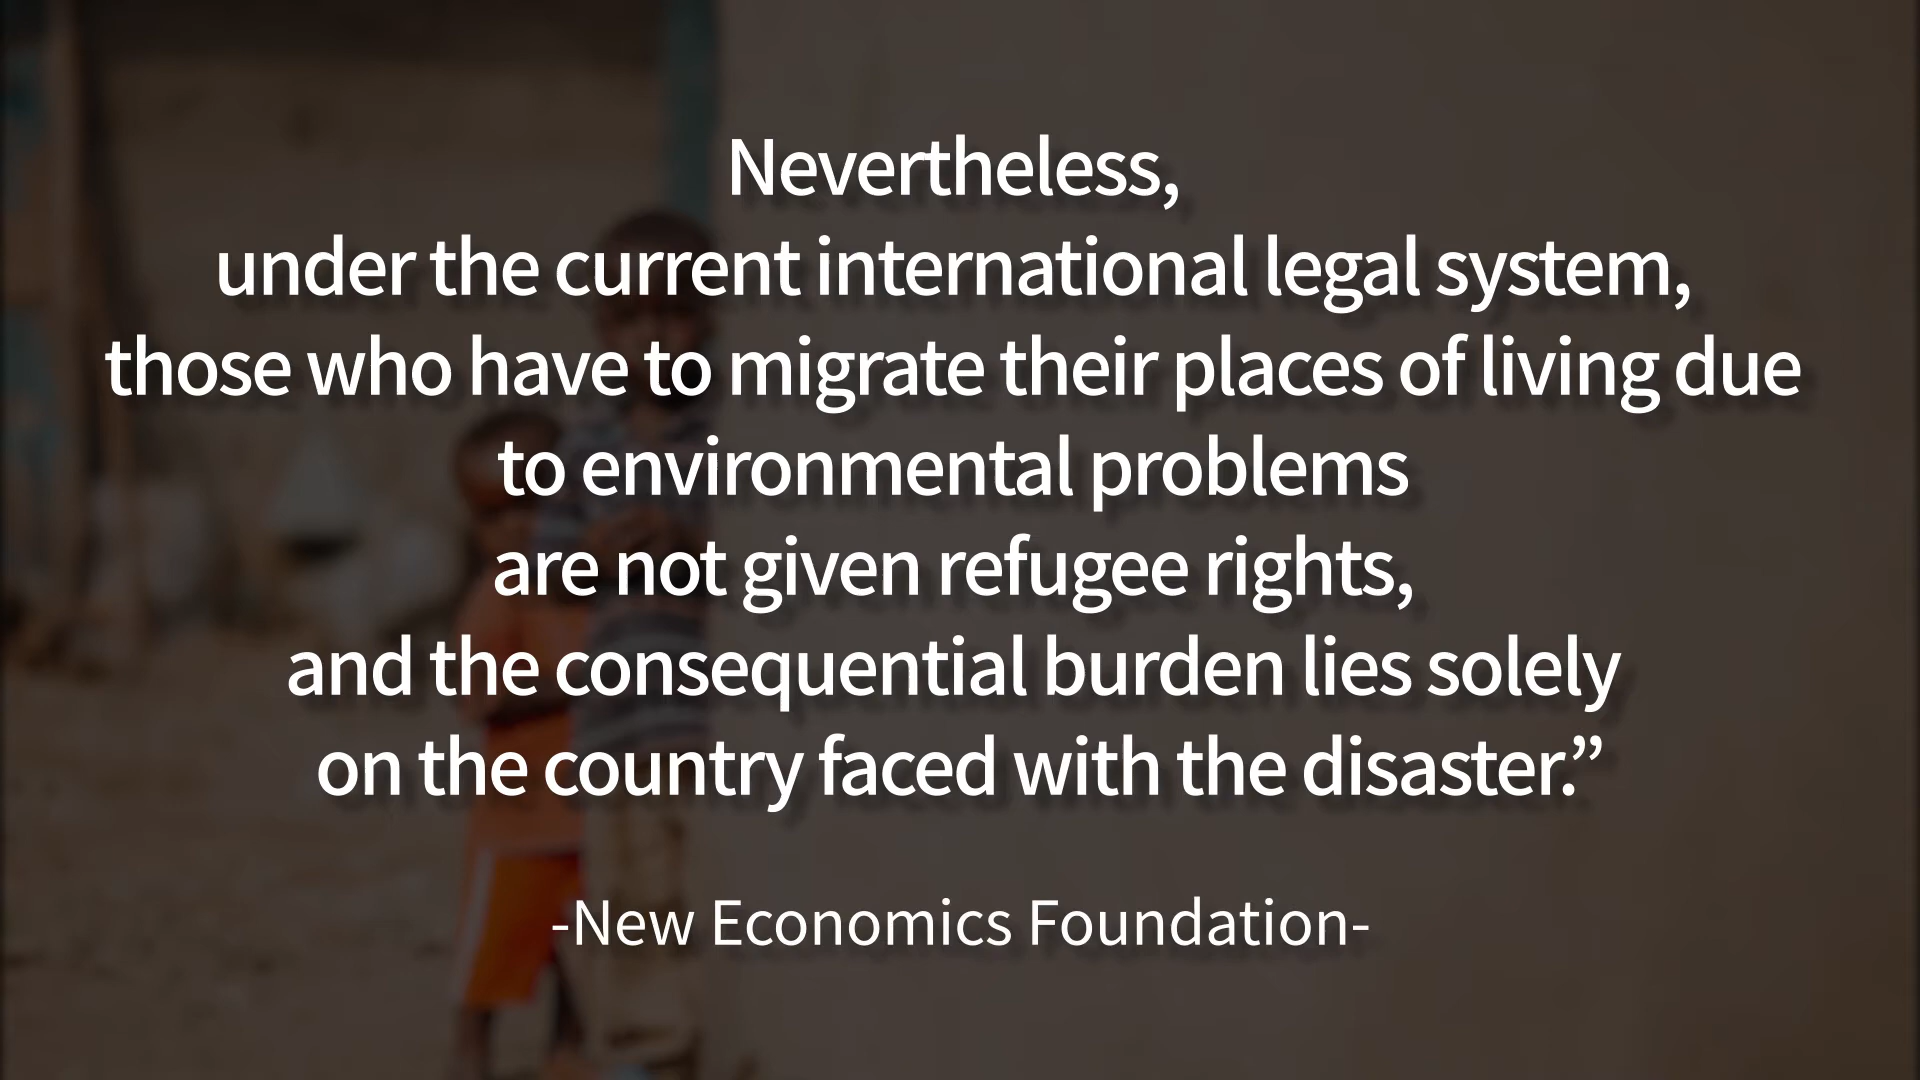 Nevertheless,
under the current international legal system,
those who have to migrate their places of living due
to environmental problems
are not given refugee rights,
and the consequential burden lies solely
on the country faced with the disaster.”
-New Economics Foundation-